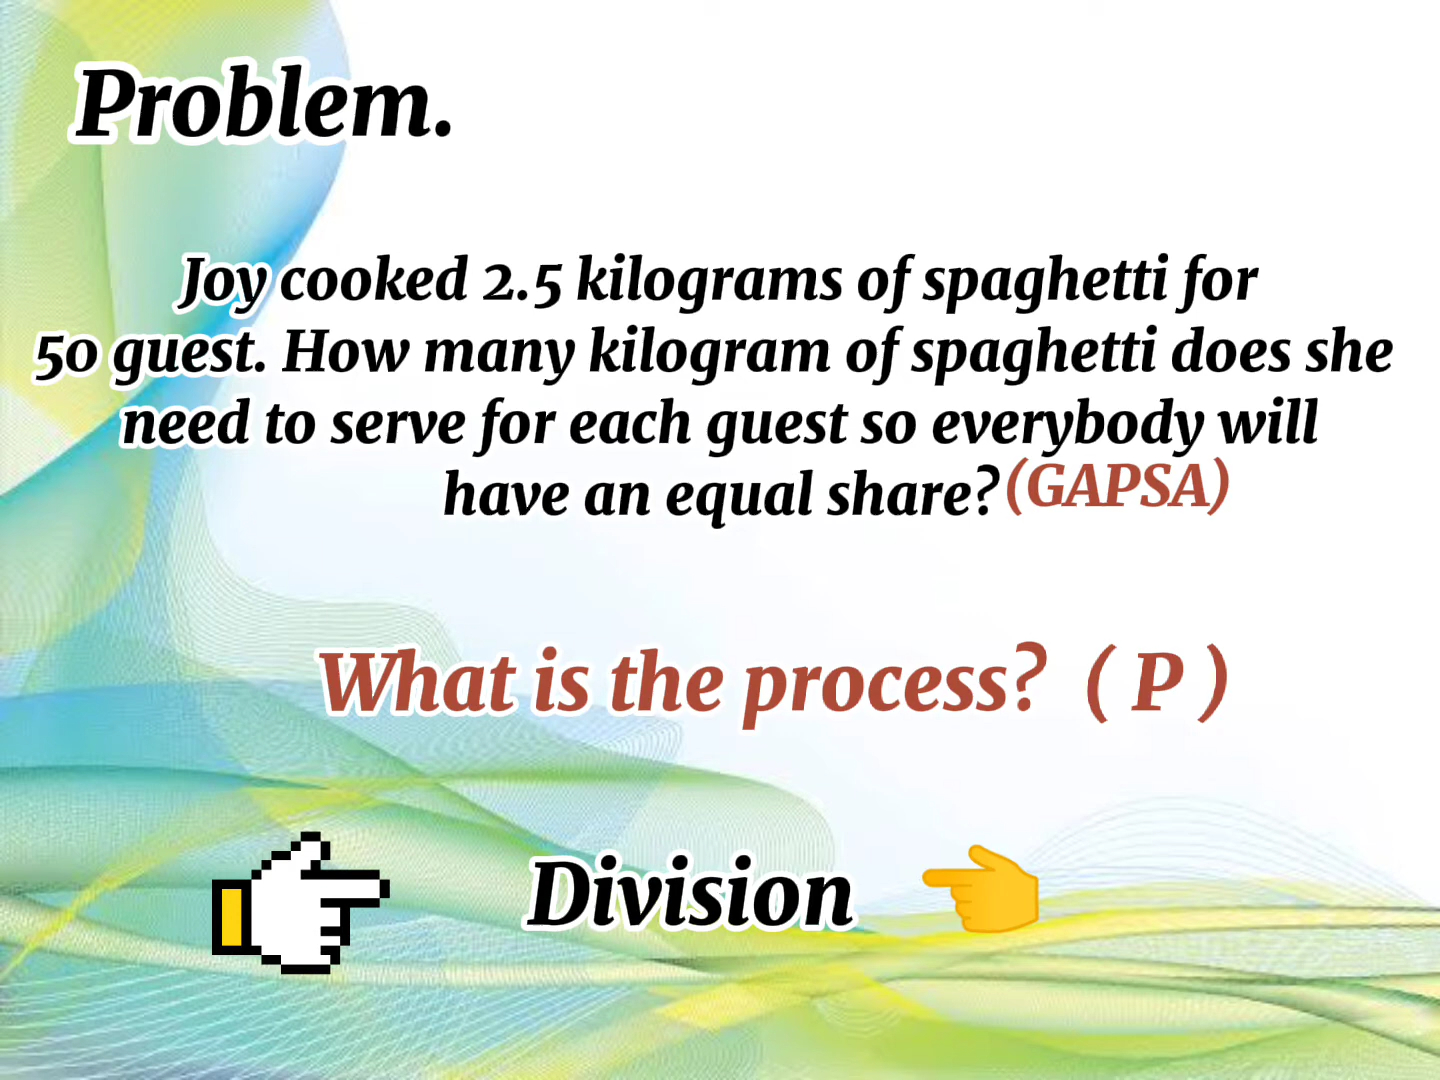 Problem.
Joy cooked 2.5 kilograms of spaghetti for
50 guest. How many kilogram of spaghetti does she
need to serve for each guest so everybody will
have an equal share? (GAPSA)
What is the process? ( P )
Division